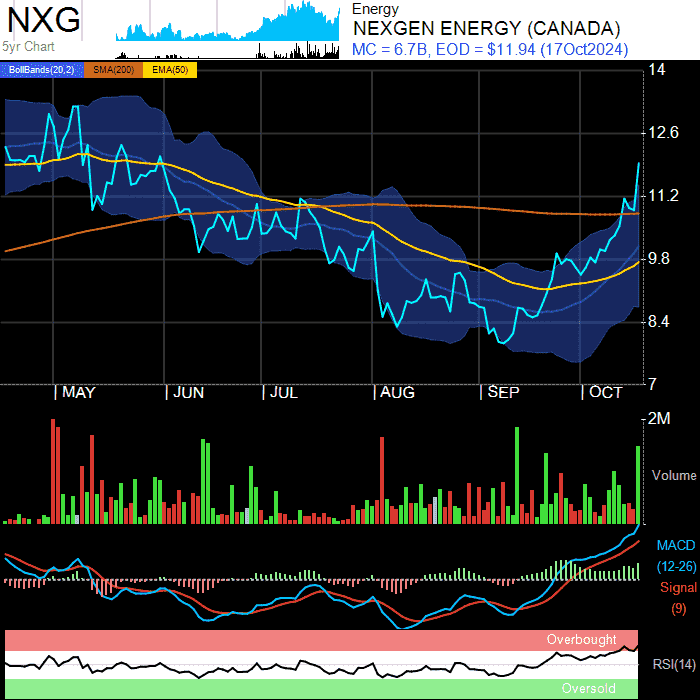 NXG
5yr Chart
Energy
NEXGEN ENERGY (CANADA)
MC = 6.7B, EOD = $11.94 (17Oct2024)
BollBands(20,2) SMA(200) EMA(50)
14
12.6
11.2
9.8
8.4
7
| MAY | JUN | JUL | AUG | SEP | OCT
2M
Volume
MACD
(12-26)
Signal
(9)
Overbought
RSI(14)
Oversold